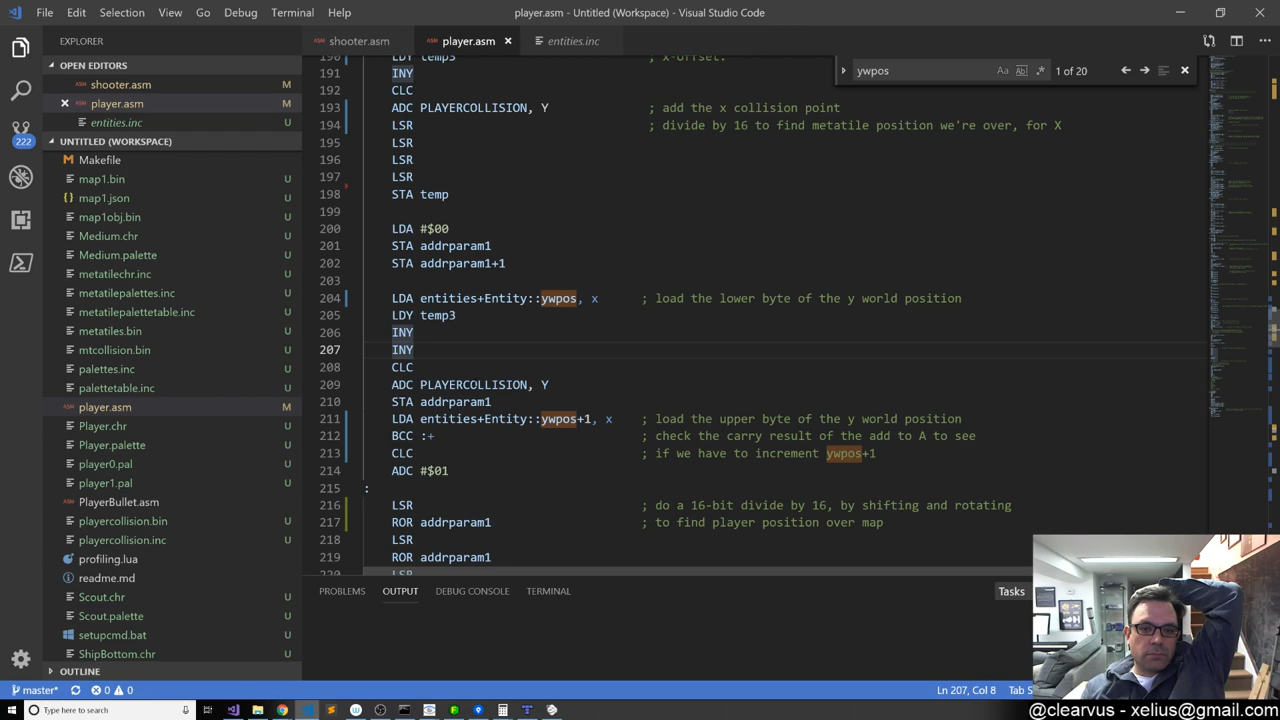 File Edit Selection View Go Debug Terminal Help
player.asm - Untitled (Workspace) - Visual Studio Code
EXPLORER
OPEN EDITORS
shooter.asm M
player.asm M
entities.inc U
UNTITLED (WORKSPACE)
Makefile
map1.bin U
map1.json U
map1obj.bin U
Medium.chr U
Medium.palette U
metatilechr.inc U
metatilepalettes.inc U
metatilepalettetable.inc U
metatiles.bin U
mtcollision.bin U
palettes.inc U
palettetable.inc U
player.asm M
Player.chr U
Player.palette U
player0.pal U
player1.pal U
PlayerBullet.asm U
playercollision.bin U
playercollision.inc U
profiling.lua U
readme.md U
Scout.chr U
Scout.palette U
setupcmd.bat U
ShipBottom.chr U
OUTLINE
222
shooter.asm player.asm entities.inc
ywpos
Aa Abl .* 1 of 20
190 LDY temp3 ; x-offset.
191 INY
192 CLC
193 ADC PLAYERCOLLISION, Y ; add the x collision point
194 LSR ; divide by 16 to find metatile position we're over, for X
195 LSR
196 LSR
197 LSR
198 STA temp
199
200 LDA #$00
201 STA addrparam1
202 STA addrparam1+1
203
204 LDA entities+Entity::ywpos, x ; load the lower byte of the y world position
205 LDY temp3
206 INY
207 INY
208 CLC
209 ADC PLAYERCOLLISION, Y
210 STA addrparam1
211 LDA entities+Entity::ywpos+1, x ; load the upper byte of the y world position
212 BCC :+ ; check the carry result of the add to A to see
213 CLC ; if we have to increment ywpos+1
214 ADC #$01
215 :
216 LSR ; do a 16-bit divide by 16, by shifting and rotating
217 ROR addrparam1 ; to find player position over map
218 LSR
219 ROR addrparam1
220 LSR
PROBLEMS OUTPUT DEBUG CONSOLE TERMINAL
Tasks
master* 0 0
Ln 207, Col 8 Tab S
Type here to search
@clearvus - xelius@gmail.com